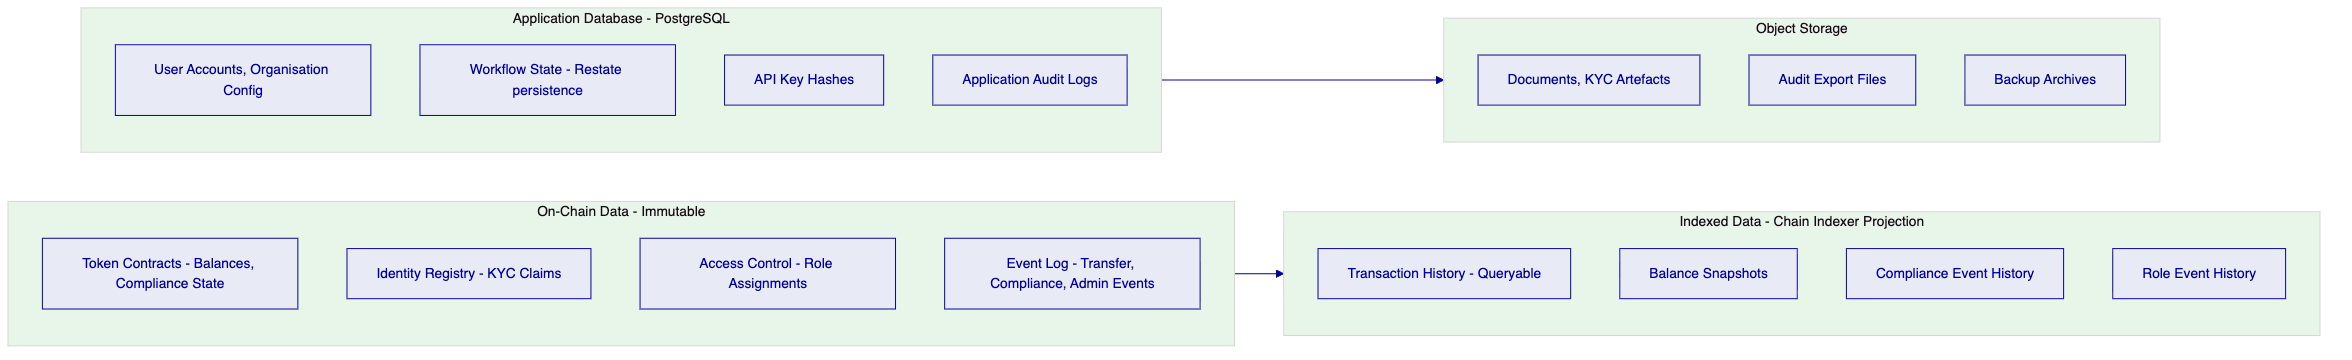 Application Database - PostgreSQL
User Accounts, Organisation
Config
Workflow State - Restate
persistence
API Key Hashes
Application Audit Logs
Object Storage
Documents, KYC Artefacts
Audit Export Files
Backup Archives
On-Chain Data - Immutable
Token Contracts - Balances,
Compliance State
Identity Registry - KYC Claims
Access Control - Role
Assignments
Event Log - Transfer,
Compliance, Admin Events
Indexed Data - Chain Indexer Projection
Transaction History - Queryable
Balance Snapshots
Compliance Event History
Role Event History